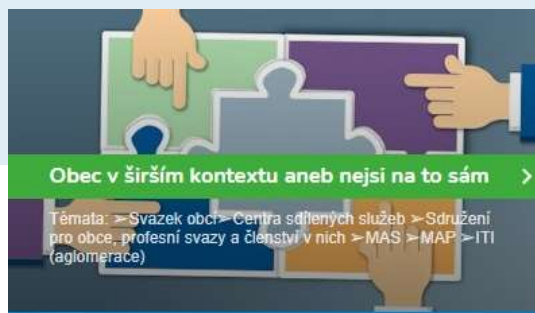 Obec v širším kontextu aneb nejsi na to sám
Témata: ➢Svazek obcí➢Centra sdílených služeb ➢Sdružení
pro obce, profesní svazy a členství v nich ➢MAS ➢MAP ➢ITI
(aglomerace)